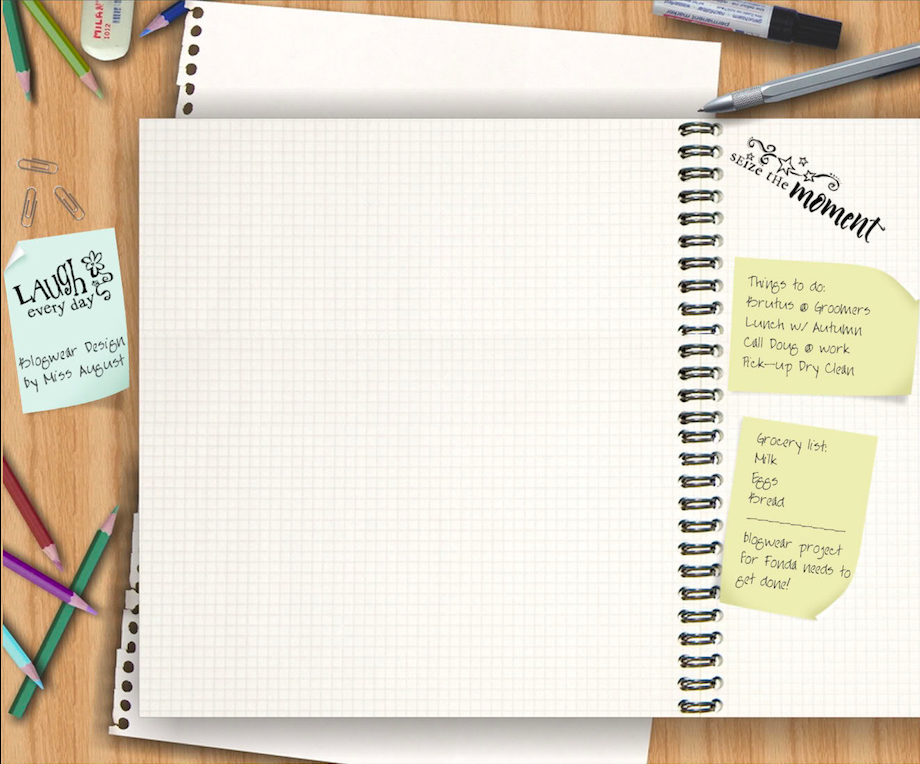 MILAN
1012
permanent marker
SEIZE THE
moment
LAUGH
every day
Blogwear Design
by Miss August
Things to do:
Brutus @ Groomers
Lunch w/ Autumn
Call Doug @ work
Pick-up Dry Clean
Grocery list:
Milk
Eggs
Bread
blogwear project
for Fonda needs to
get done!